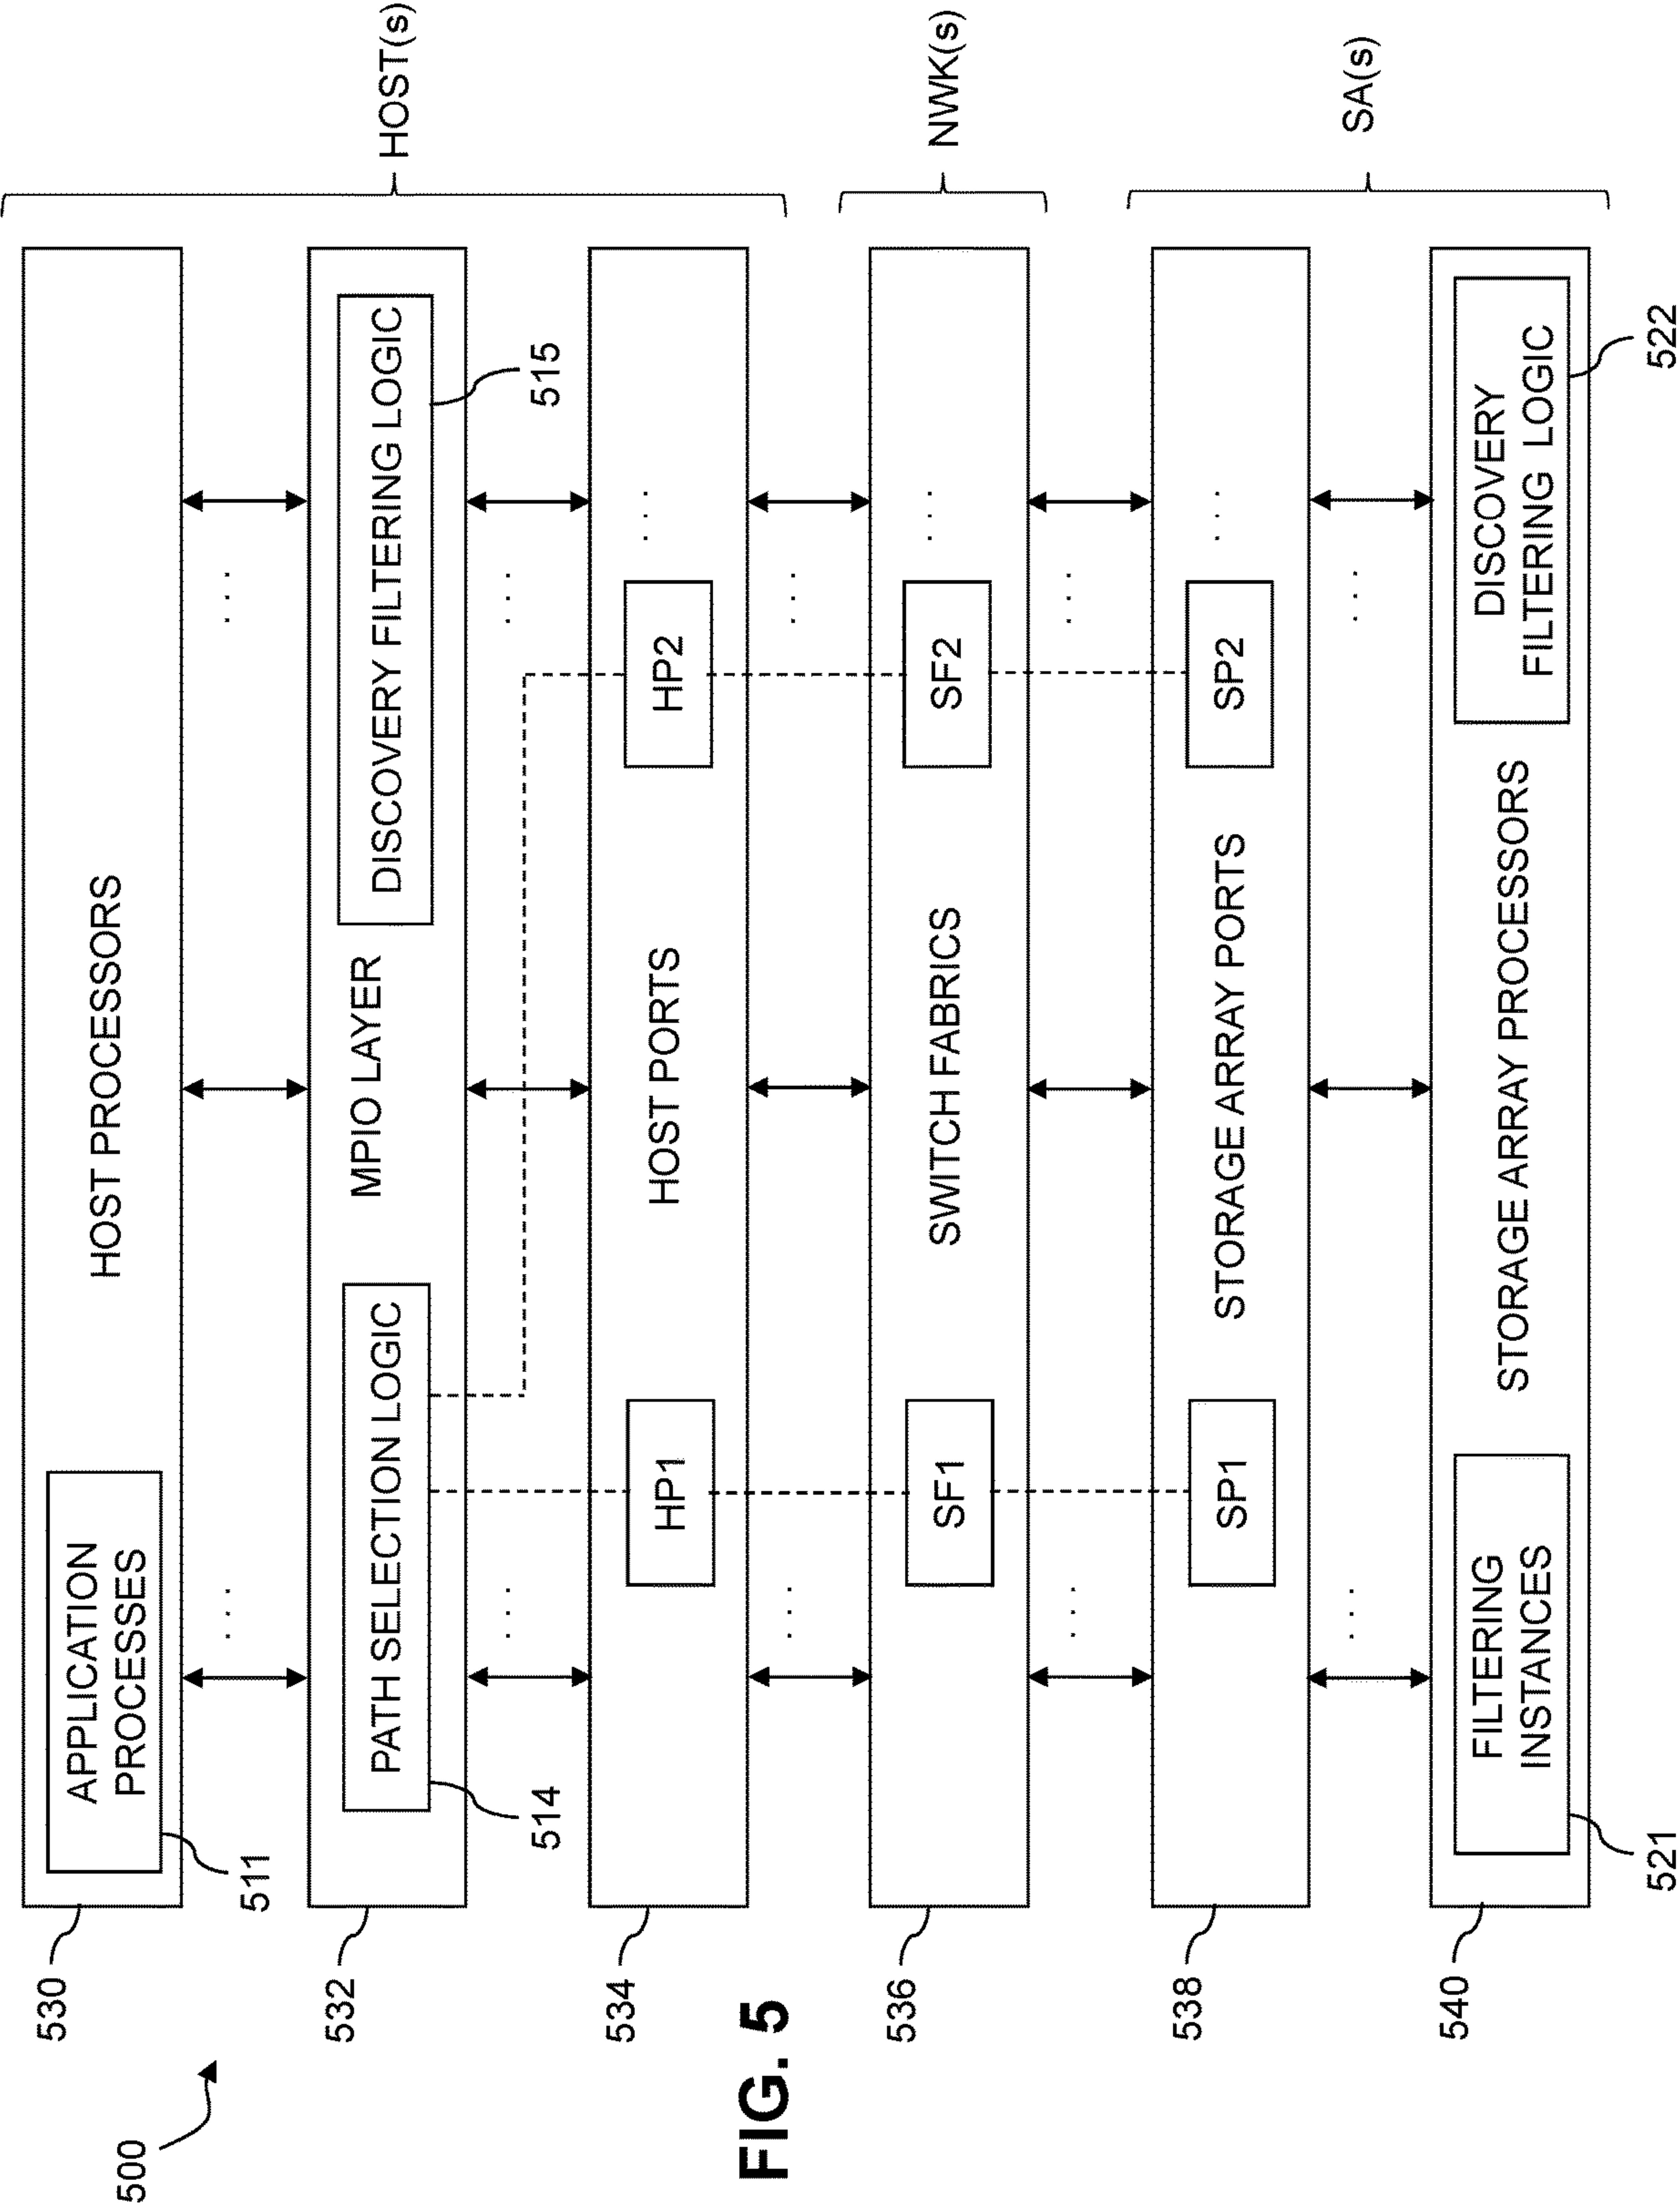 500
530
HOST PROCESSORS
APPLICATION
PROCESSES
511
. . .
. . .
532
PATH SELECTION LOGIC
MPIO LAYER
DISCOVERY FILTERING LOGIC
514
515
. . .
. . .
HOST(s)
534
HP1
HOST PORTS
HP2
. . .
. . .
. . .
536
SF1
SWITCH FABRICS
SF2
. . .
NWK(s)
. . .
. . .
538
SP1
STORAGE ARRAY PORTS
SP2
. . .
. . .
. . .
SA(s)
540
FILTERING
INSTANCES
STORAGE ARRAY PROCESSORS
DISCOVERY
FILTERING LOGIC
521
522
FIG. 5